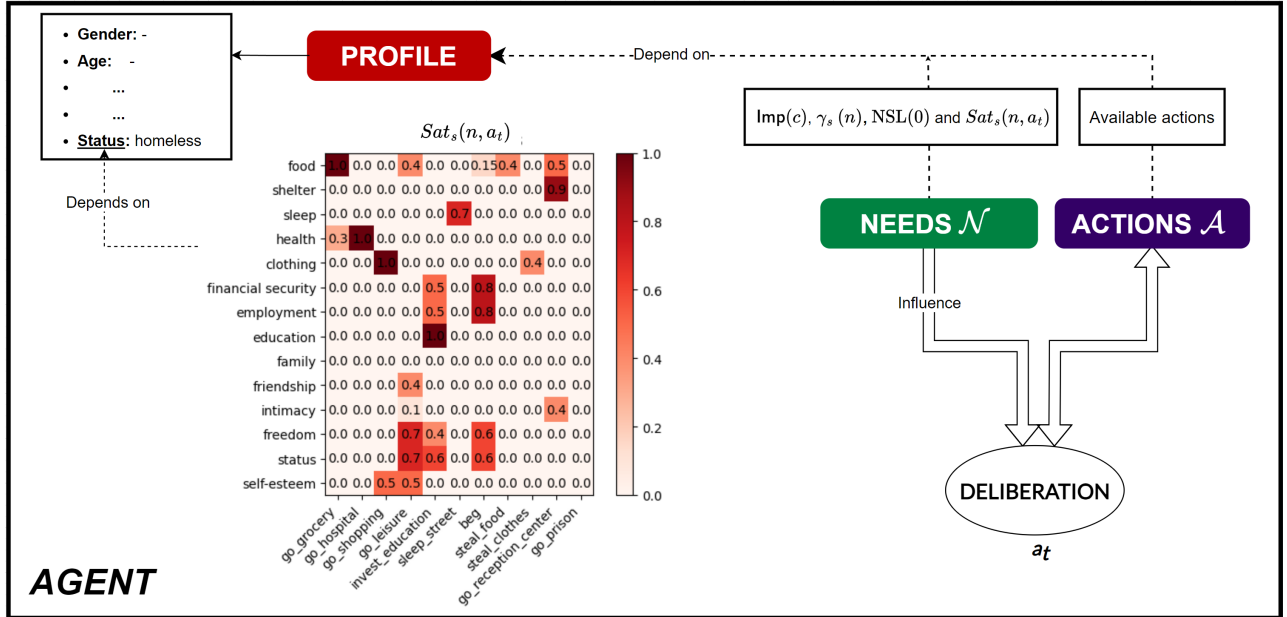 • Gender: -
• Age: -
• ...
• ...
• Status: homeless
PROFILE
Depend on
Imp(c), γₛ (n), NSL(0) and Satₛ(n, aₜ)
Available actions
Depends on
NEEDS 𝒩
ACTIONS 𝒜
Influence
DELIBERATION
aₜ
Satₛ(n, aₜ)
food 1.0 0.0 0.0 0.4 0.0 0.0 0.15 0.4 0.0 0.5 0.0
shelter 0.0 0.0 0.0 0.0 0.0 0.0 0.0 0.0 0.0 0.9 0.0
sleep 0.0 0.0 0.0 0.0 0.0 0.7 0.0 0.0 0.0 0.0 0.0
health 0.3 1.0 0.0 0.0 0.0 0.0 0.0 0.0 0.0 0.0 0.0
clothing 0.0 0.0 1.0 0.0 0.0 0.0 0.0 0.0 0.4 0.0 0.0
financial security 0.0 0.0 0.0 0.0 0.5 0.0 0.8 0.0 0.0 0.0 0.0
employment 0.0 0.0 0.0 0.0 0.5 0.0 0.8 0.0 0.0 0.0 0.0
education 0.0 0.0 0.0 0.0 1.0 0.0 0.0 0.0 0.0 0.0 0.0
family 0.0 0.0 0.0 0.0 0.0 0.0 0.0 0.0 0.0 0.0 0.0
friendship 0.0 0.0 0.0 0.4 0.0 0.0 0.0 0.0 0.0 0.0 0.0
intimacy 0.0 0.0 0.0 0.1 0.0 0.0 0.0 0.0 0.0 0.4 0.0
freedom 0.0 0.0 0.0 0.7 0.4 0.0 0.6 0.0 0.0 0.0 0.0
status 0.0 0.0 0.0 0.7 0.6 0.0 0.6 0.0 0.0 0.0 0.0
self-esteem 0.0 0.0 0.5 0.5 0.0 0.0 0.0 0.0 0.0 0.0 0.0
go_grocery
go_hospital
go_shopping
go_leisure
invest_education
sleep_street
beg
steal_food
steal_clothes
go_reception_center
go_prison
1.0
0.8
0.6
0.4
0.2
0.0
AGENT